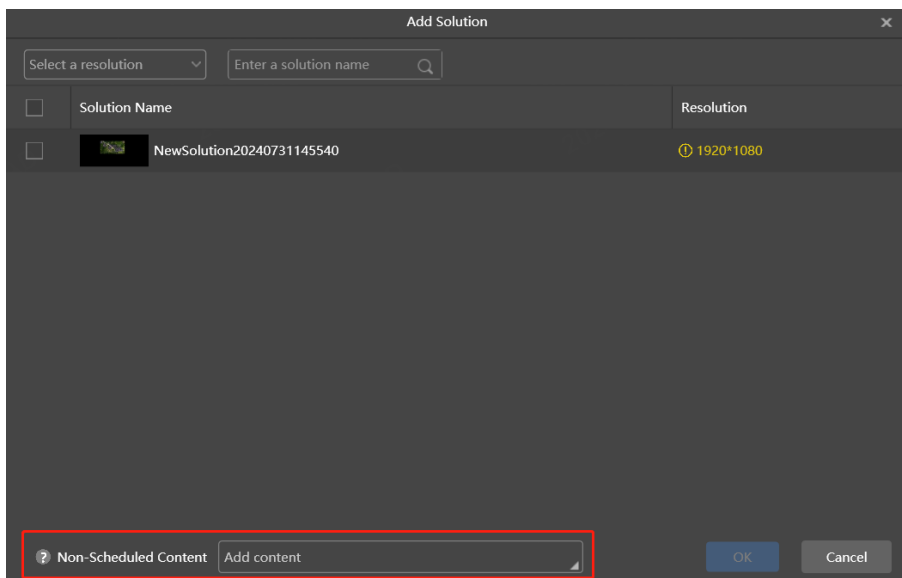 Add Solution
Select a resolution
Enter a solution name
Solution Name
Resolution
NewSolution20240731145540
1920*1080
Non-Scheduled Content
Add content
OK
Cancel